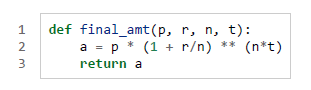 1 def final_amt(p, r, n, t):
2     a = p * (1 + r/n) ** (n*t)
3     return a